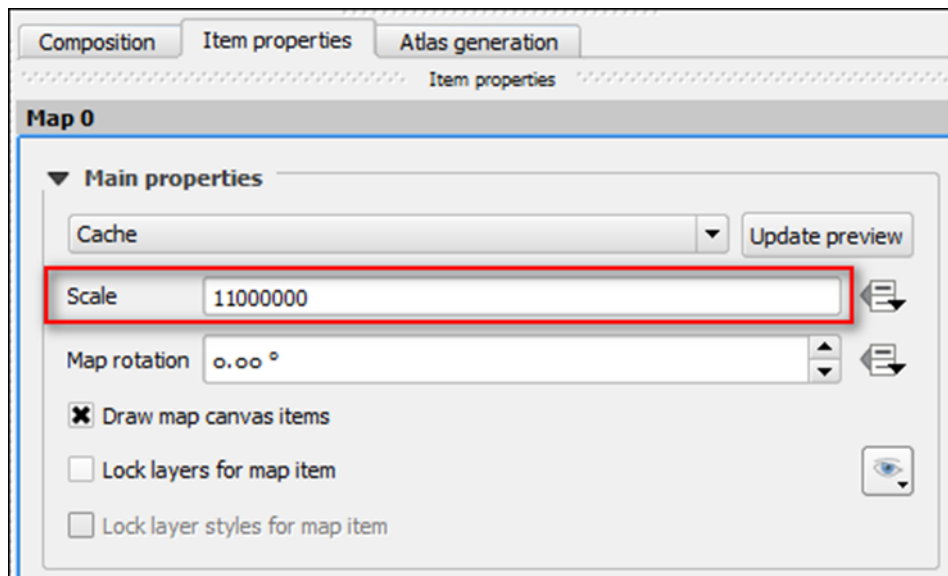 Composition Item properties Atlas generation
Item properties
Map 0
Main properties
Cache Update preview
Scale 11000000
Map rotation 0.00 °
Draw map canvas items
Lock layers for map item
Lock layer styles for map item